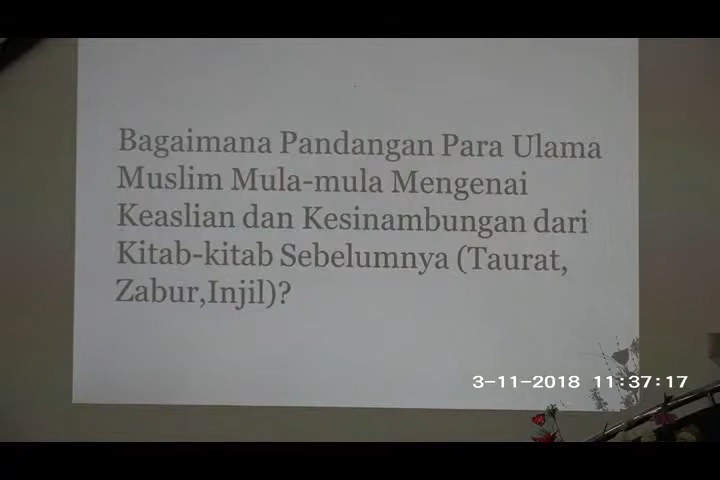 Bagaimana Pandangan Para Ulama
Muslim Mula-mula Mengenai
Keaslian dan Kesinambungan dari
Kitab-kitab Sebelumnya (Taurat,
Zabur,Injil)?
3-11-2018 11:37:17